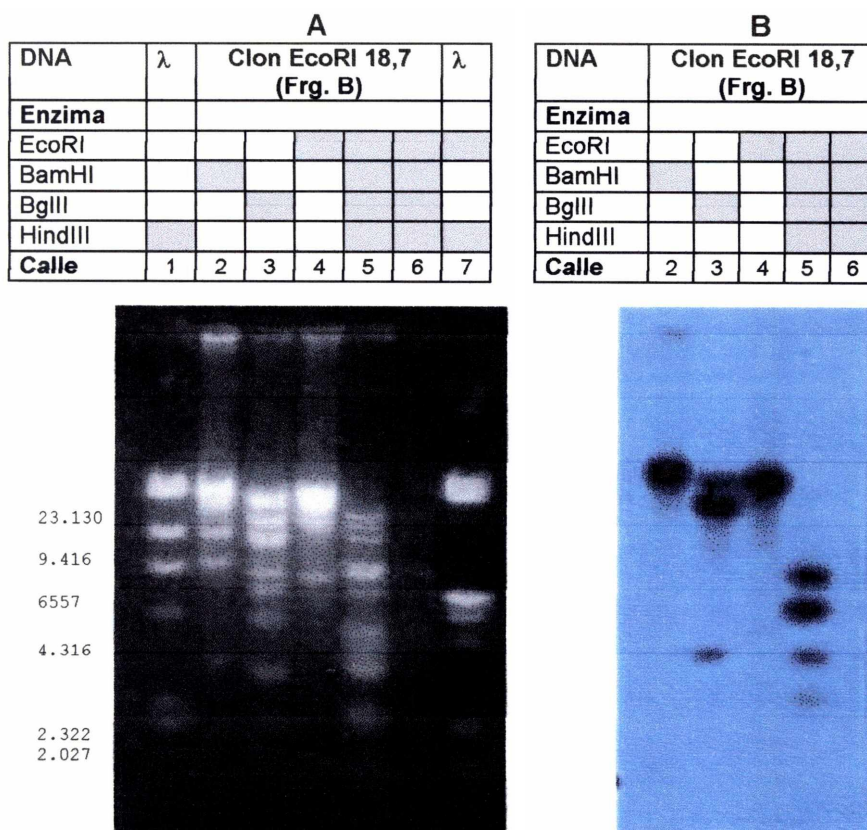 A
DNA λ Clon EcoRI 18,7 λ
(Frg. B)
Enzima
EcoRI
BamHI
BglII
HindIII
Calle 1 2 3 4 5 6 7
23.130
9.416
6557
4.316
2.322
2.027
B
DNA Clon EcoRI 18,7
(Frg. B)
Enzima
EcoRI
BamHI
BglII
HindIII
Calle 2 3 4 5 6